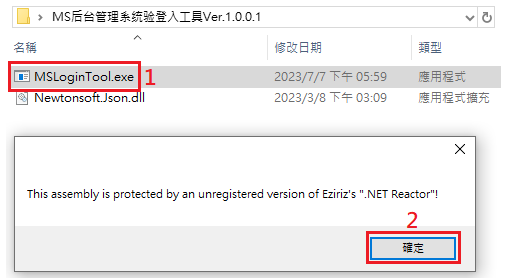 MS后台管理系统验登入工具Ver.1.0.0.1
名稱 修改日期 類型
MSLoginTool.exe 1 2023/7/7 下午 05:59 應用程式
Newtonsoft.Json.dll 2023/3/8 下午 03:09 應用程式擴充
This assembly is protected by an unregistered version of Eziriz's ".NET Reactor"!
2
確定